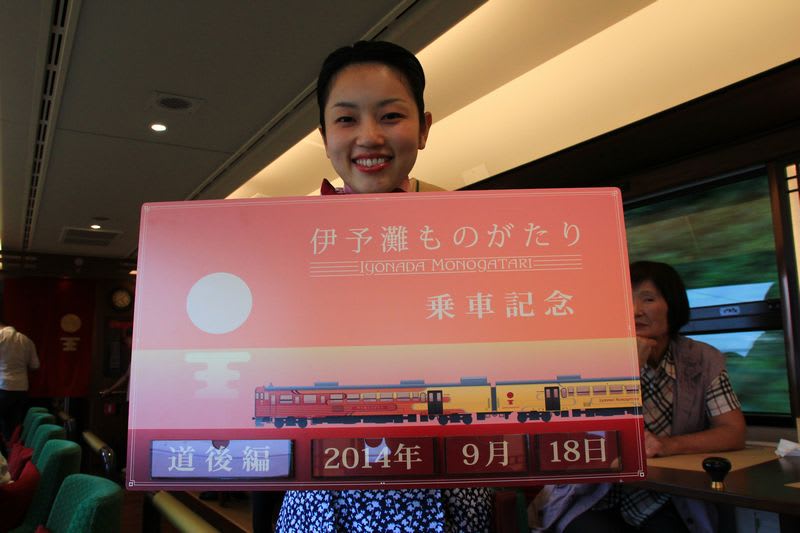 伊予灘ものがたり
IYONADA MONOGATARI
乗車記念
道後編 2014年 9月 18日